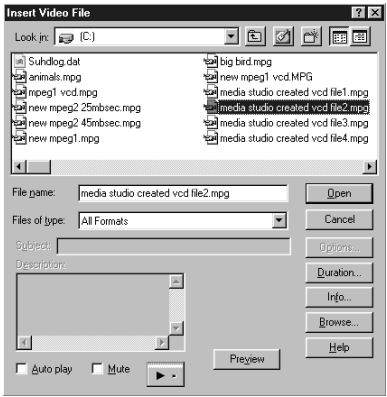 Insert Video File
Look in: (C:)
Suhdlog.dat
animals.mpg
mpeg1 vcd.mpg
new mpeg2 25mbsec.mpg
new mpeg2 45mbsec.mpg
new mpeg1.mpg
big bird.mpg
new mpeg1 vcd.MPG
media studio created vcd file1.mpg
media studio created vcd file2.mpg
media studio created vcd file3.mpg
media studio created vcd file4.mpg
File name: media studio created vcd file2.mpg Open
Files of type: All Formats Cancel
Subject: Options...
Description:
Duration...
Info...
Browse...
Help
Auto play Mute Preview